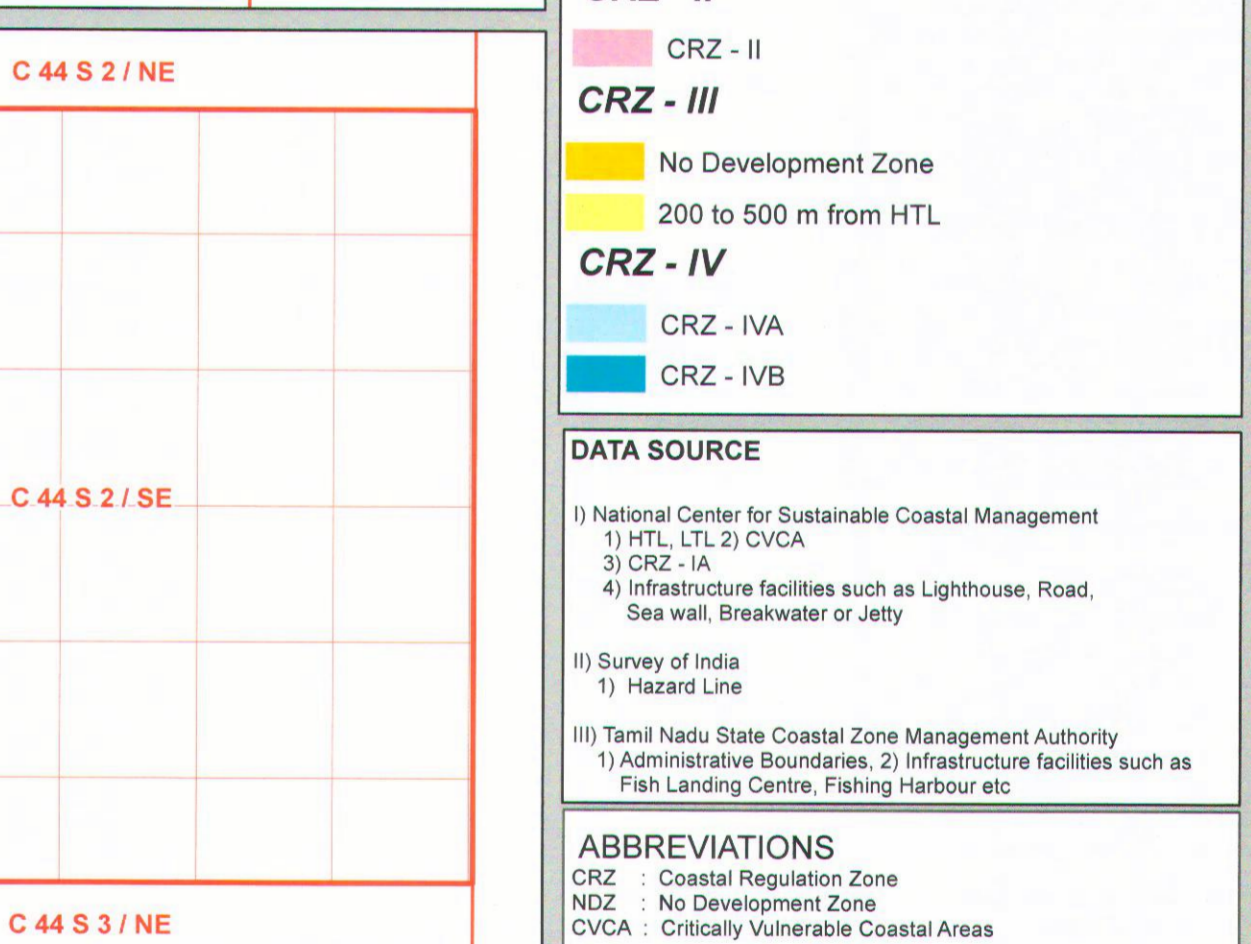 C 44 S 2 / NE
C 44 S 2 / SE
C 44 S 3 / NE
CRZ - II
CRZ - III
No Development Zone
200 to 500 m from HTL
CRZ - IV
CRZ - IVA
CRZ - IVB
DATA SOURCE
I) National Center for Sustainable Coastal Management
1) HTL, LTL 2) CVCA
3) CRZ - IA
4) Infrastructure facilities such as Lighthouse, Road,
Sea wall, Breakwater or Jetty
II) Survey of India
1) Hazard Line
III) Tamil Nadu State Coastal Zone Management Authority
1) Administrative Boundaries, 2) Infrastructure facilities such as
Fish Landing Centre, Fishing Harbour etc
ABBREVIATIONS
CRZ : Coastal Regulation Zone
NDZ : No Development Zone
CVCA : Critically Vulnerable Coastal Areas